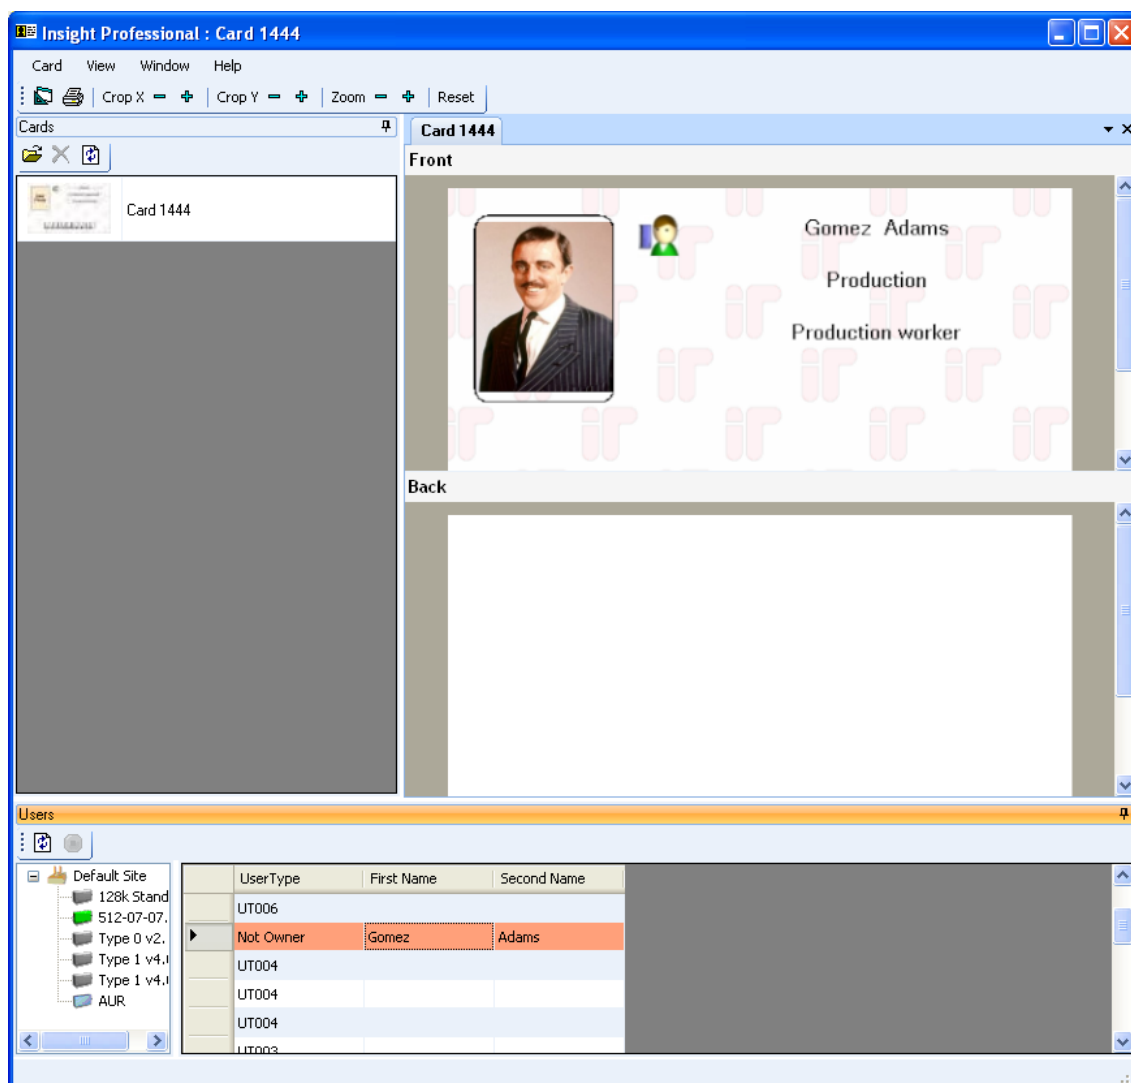 Insight Professional : Card 1444
Card View Window Help
Crop X Crop Y Zoom Reset
Cards
Card 1444
Card 1444
Front
Gomez Adams
Production
Production worker
Back
Users
Default Site
128k Stand
512-07-07.
Type 0 v2.
Type 1 v4.
Type 1 v4.
AUR
UserType First Name Second Name
UT006
Not Owner Gomez Adams
UT004
UT004
UT004
UT003